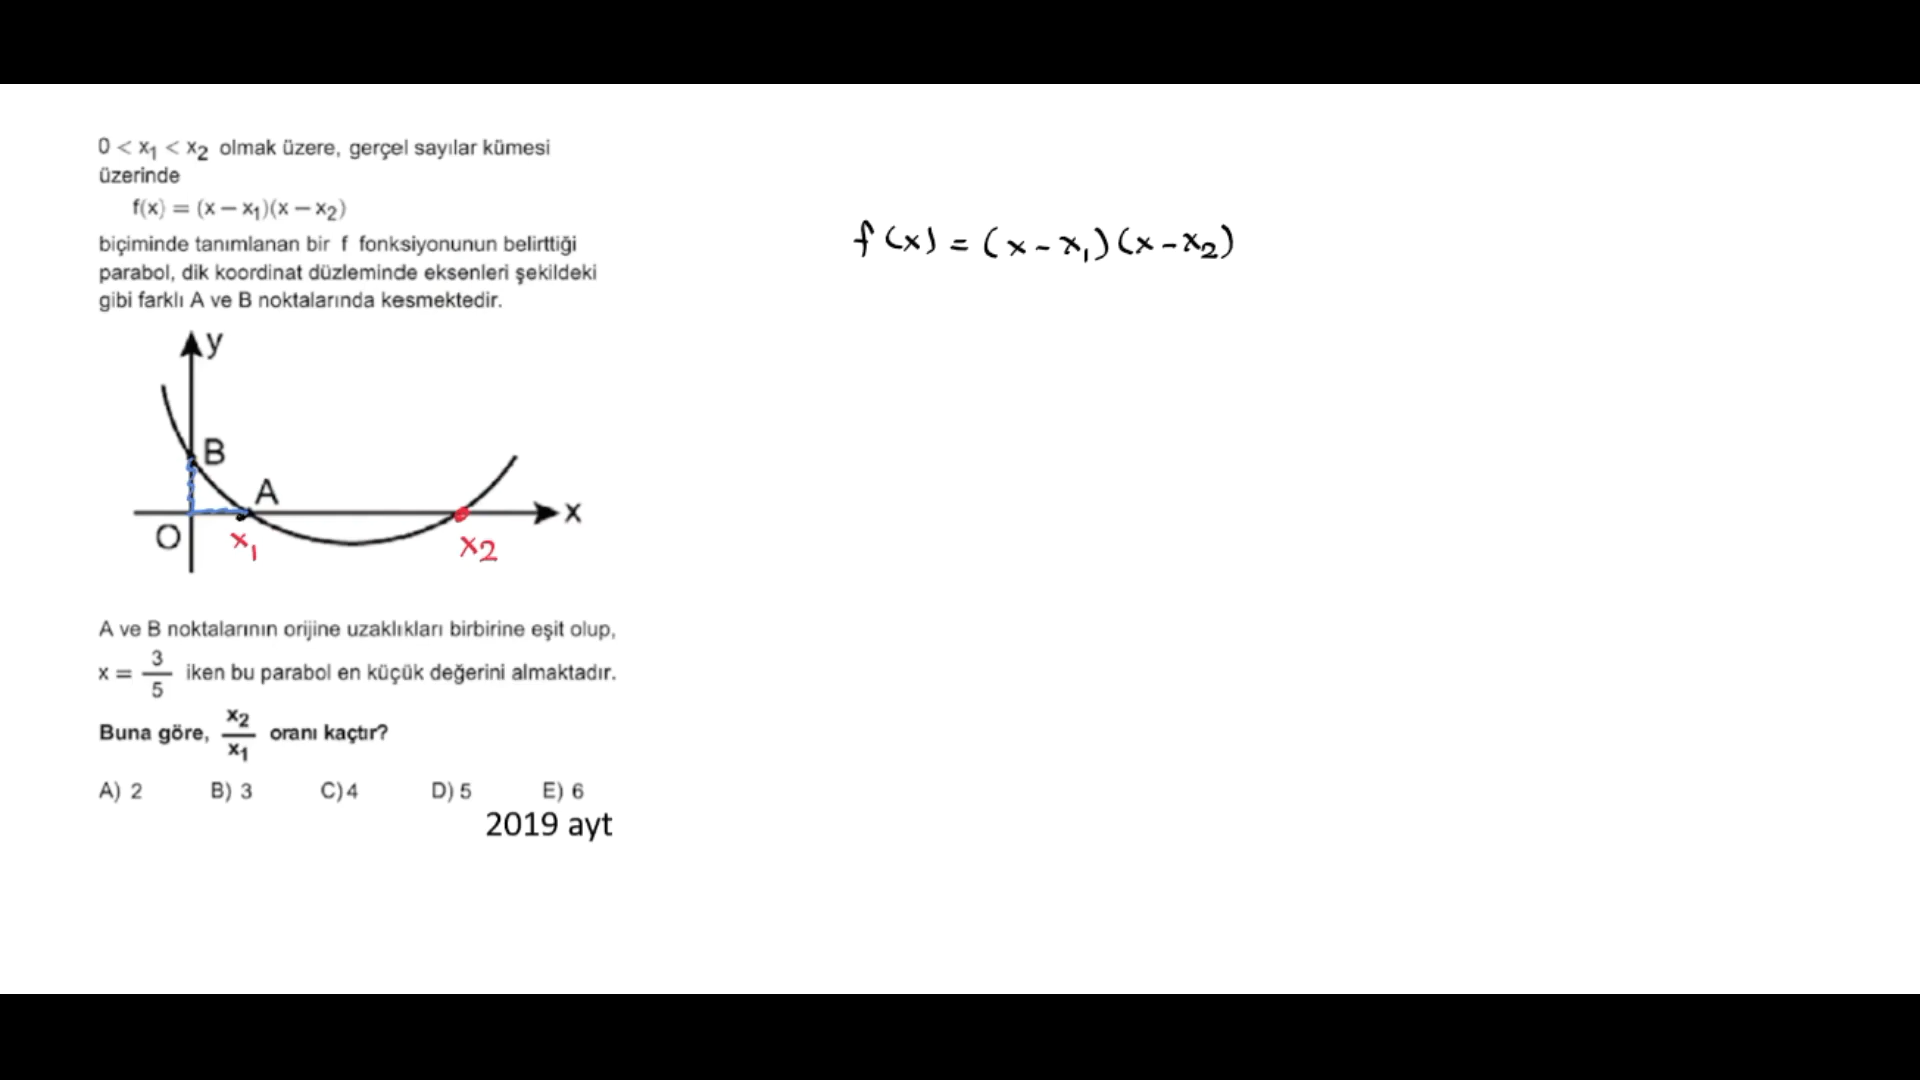 0 < x₁ < x₂ olmak üzere, gerçel sayılar kümesi
üzerinde
f(x) = (x – x₁)(x – x₂)
biçiminde tanımlanan bir f fonksiyonunun belirttiği
parabol, dik koordinat düzleminde eksenleri şekildeki
gibi farklı A ve B noktalarında kesmektedir.
y
B
A
x
O
x₁
x₂
A ve B noktalarının orijine uzaklıkları birbirine eşit olup,
x = 3/5 iken bu parabol en küçük değerini almaktadır.
Buna göre, x₂/x₁ oranı kaçtır?
A) 2 B) 3 C) 4 D) 5 E) 6
2019 ayt
f(x) = (x - x₁)(x - x₂)